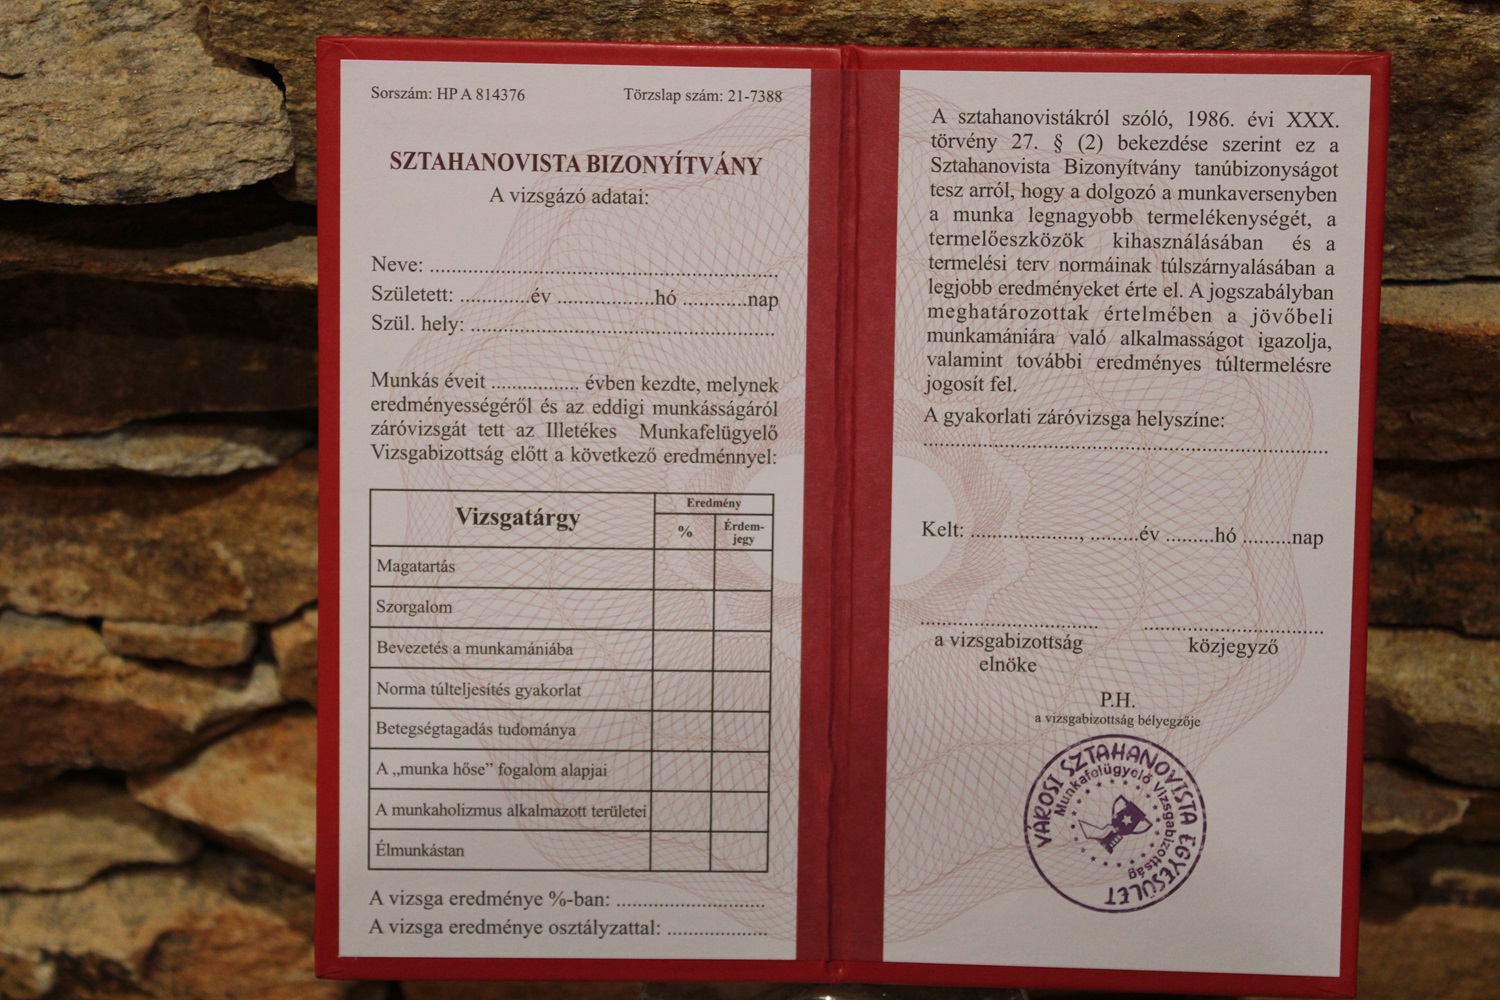 Sorszám: HP A 814376
Törzslap szám: 21-7388
SZTAHANOVISTA BIZONYÍTVÁNY
A vizsgázó adatai:
Neve: ................................................................
Született: .............év ..................hó ............nap
Szül. hely: ........................................................
Munkás éveit ................ évben kezdte, melynek
eredményességéről és az eddigi munkásságáról
záróvizsgát tett az Illetékes Munkafelügyelő
Vizsgabizottság előtt a következő eredménnyel:
Vizsgatárgy
Eredmény
%
Érdem-
jegy
Magatartás
Szorgalom
Bevezetés a munkamániába
Norma túlteljesítés gyakorlat
Betegségtagadás tudománya
A „munka hőse” fogalom alapjai
A munkaholizmus alkalmazott területei
Élmunkástan
A vizsga eredménye %-ban: ...........................
A vizsga eredménye osztályzattal: ...................
A sztahanovistákról szóló, 1986. évi XXX.
törvény 27. § (2) bekezdése szerint ez a
Sztahanovista Bizonyítvány tanúbizonyságot
tesz arról, hogy a dolgozó a munkaversenyben
a munka legnagyobb termelékenységét, a
termelőeszközök kihasználásában és a
termelési terv normáinak túlszárnyalásában a
legjobb eredményeket érte el. A jogszabályban
meghatározottak értelmében a jövőbeli
munkamániára való alkalmasságot igazolja,
valamint további eredményes túltermelésre
jogosít fel.
A gyakorlati záróvizsga helyszíne:
..........................................................................
Kelt: ...................., .........év .........hó .........nap
a vizsgabizottság
elnöke
közjegyző
P.H.
a vizsgabizottság bélyegzője
VÁROSI SZTAHANOVISTA EGYESÜLET
Munkafelügyelő Vizsgabizottság